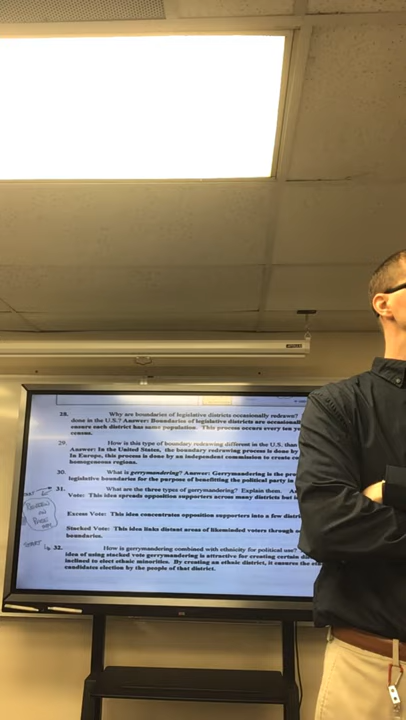 28. Why are boundaries of legislative districts occasionally redrawn?
done in the U.S.? Answer: Boundaries of legislative districts are occasional
ensure each district has same population. This process occurs every ten
census.
29. How is this type of boundary redrawing different in the U.S. than
Answer: In the United States, the boundary redrawing process is done by
In Europe, this process is done by an independent commission to create
homogeneous regions.
30. What is gerrymandering? Answer: Gerrymandering is the pro
legislative boundaries for the purpose of benefitting the political party in
31. What are the three types of gerrymandering? Explain them.
Vote: This idea spreads opposition supporters across many districts but
Excess Vote: This idea concentrates opposition supporters into a few distri
Stacked Vote: This idea links distant areas of likeminded voters through
boundaries.
START
32. How is gerrymandering combined with ethnicity for political use?
idea of using stacked vote gerrymandering is attractive for creating certain
inclined to elect ethnic minorities. By creating an ethnic district, it ensures the
candidates election by the people of that district.